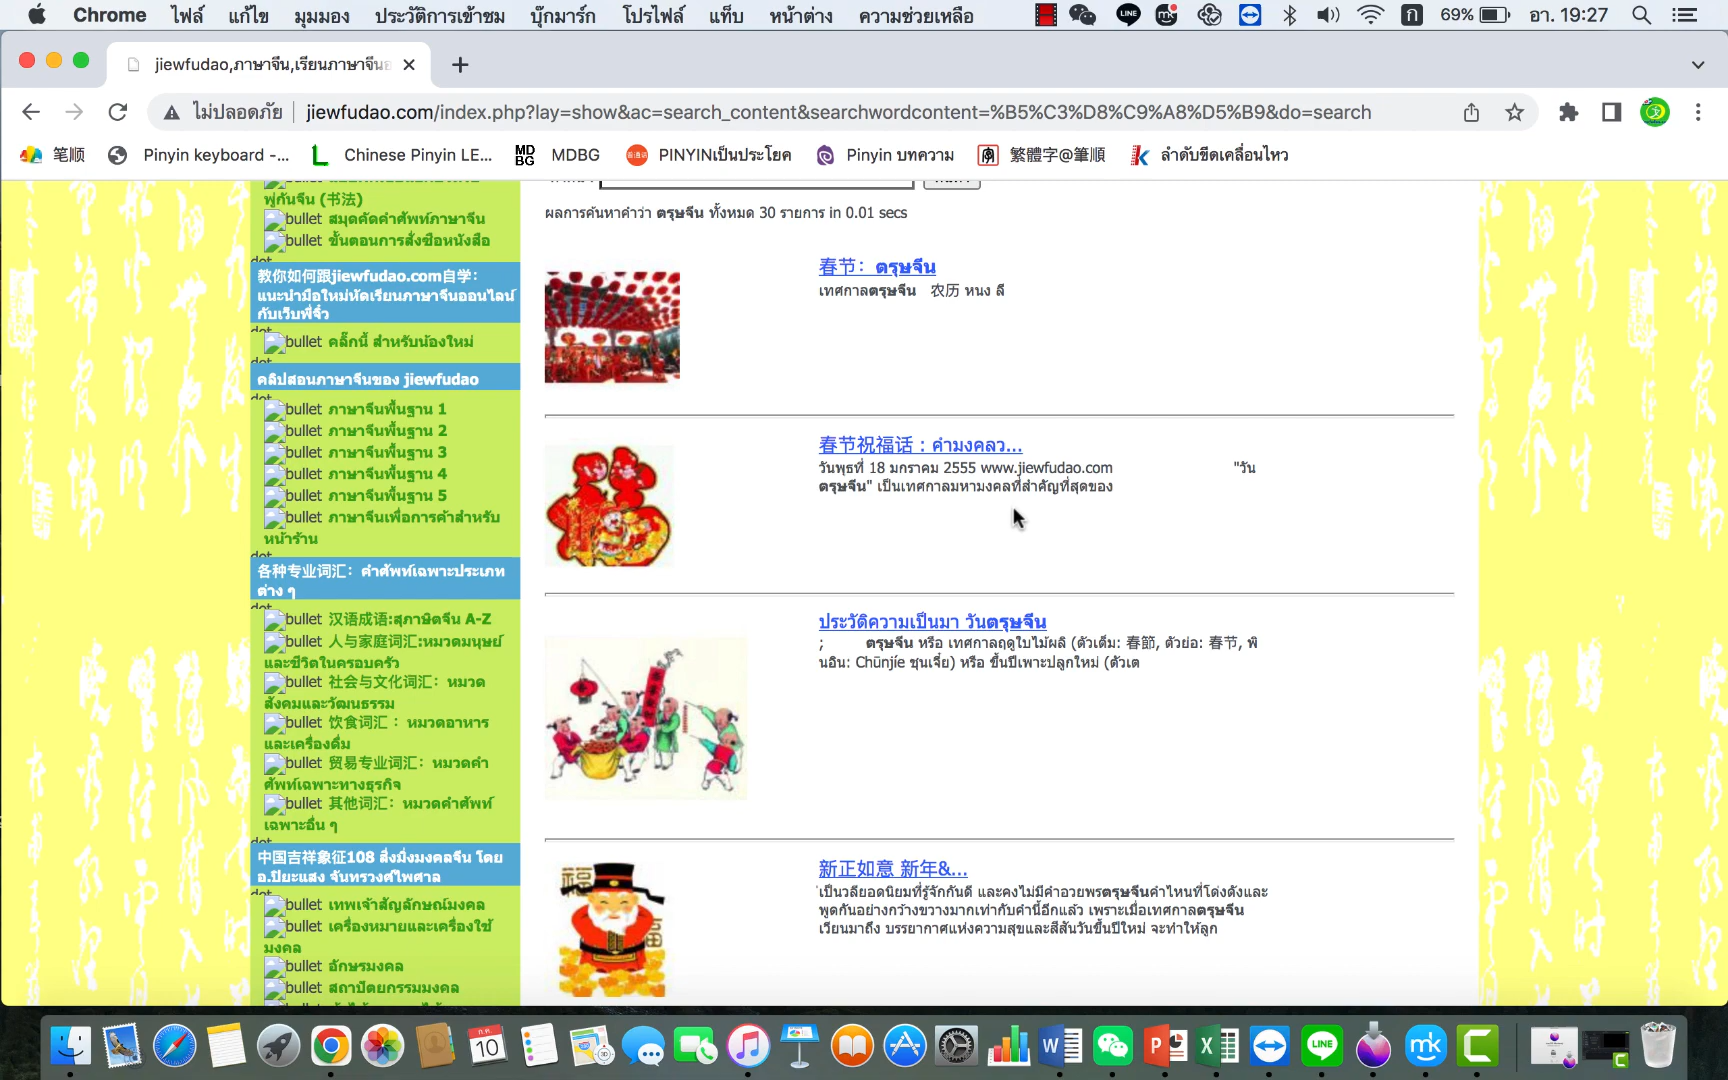 Chrome ไฟล์ แก้ไข มุมมอง ประวัติการเข้าชม บุ๊กมาร์ก โปรไฟล์ แท็บ หน้าต่าง ความช่วยเหลือ
69% อา. 19:27
jiewfudao,ภาษาจีน,เรียนภาษาจีนอ
ไม่ปลอดภัย jiewfudao.com/index.php?lay=show&ac=search_content&searchwordcontent=%B5%C3%D8%C9%A8%D5%B9&do=search
笔顺 Pinyin keyboard -... Chinese Pinyin LE... MDBG PINYINเป็นประโยค Pinyin บทความ 繁體字@筆順 ลำดับขีดเคลื่อนไหว
พู่กันจีน (书法)
bullet สมุดคัดคำศัพท์ภาษาจีน
bullet ขั้นตอนการสั่งซื้อหนังสือ
dot
教你如何跟jiewfudao.com自学:
แนะนำมือใหม่หัดเรียนภาษาจีนออนไลน์
กับเว็บพี่จิ๋ว
dot
bullet คลิ๊กนี้ สำหรับน้องใหม่
dot
คลิปสอนภาษาจีนของ jiewfudao
dot
bullet ภาษาจีนพื้นฐาน 1
bullet ภาษาจีนพื้นฐาน 2
bullet ภาษาจีนพื้นฐาน 3
bullet ภาษาจีนพื้นฐาน 4
bullet ภาษาจีนพื้นฐาน 5
bullet ภาษาจีนเพื่อการค้าสำหรับ
หน้าร้าน
dot
各种专业词汇: คำศัพท์เฉพาะประเภท
ต่าง ๆ
dot
bullet 汉语成语:สุภาษิตจีน A-Z
bullet 人与家庭词汇:หมวดมนุษย์
และชีวิตในครอบครัว
bullet 社会与文化词汇: หมวด
สังคมและวัฒนธรรม
bullet 饮食词汇 : หมวดอาหาร
และเครื่องดื่ม
bullet 贸易专业词汇: หมวดคำ
ศัพท์เฉพาะทางธุรกิจ
bullet 其他词汇: หมวดคำศัพท์
เฉพาะอื่น ๆ
dot
中国吉祥象征108 สิ่งมิ่งมงคลจีน โดย
อ.ปิยะแสง จันทรวงศ์ไพศาล
dot
bullet เทพเจ้าสัญลักษณ์มงคล
bullet เครื่องหมายและเครื่องใช้
มงคล
bullet อักษรมงคล
bullet สถาปัตยกรรมมงคล
ผลการค้นหาคำว่า ตรุษจีน ทั้งหมด 30 รายการ in 0.01 secs
春节: ตรุษจีน
เทศกาลตรุษจีน 农历 หนง ลี
春节祝福话 : คำมงคลว...
วันพุธที่ 18 มกราคม 2555 www.jiewfudao.com "วัน
ตรุษจีน" เป็นเทศกาลมหามงคลที่สำคัญที่สุดของ
ประวัติความเป็นมา วันตรุษจีน
; ตรุษจีน หรือ เทศกาลฤดูใบไม้ผลิ (ตัวเต็ม: 春節, ตัวย่อ: 春节, พิ
นอิน: Chūnjíe ชุนเจี๋ย) หรือ ขึ้นปีเพาะปลูกใหม่ (ตัวเต
新正如意 新年&...
'เป็นวลียอดนิยมที่รู้จักกันดี และคงไม่มีคำอวยพรตรุษจีนคำไหนที่โด่งดังและ
พูดกันอย่างกว้างขวางมากเท่ากับคำนี้อีกแล้ว เพราะเมื่อเทศกาลตรุษจีน
เวียนมาถึง บรรยากาศแห่งความสุขและสีสันวันขึ้นปีใหม่ จะทำให้ลูก